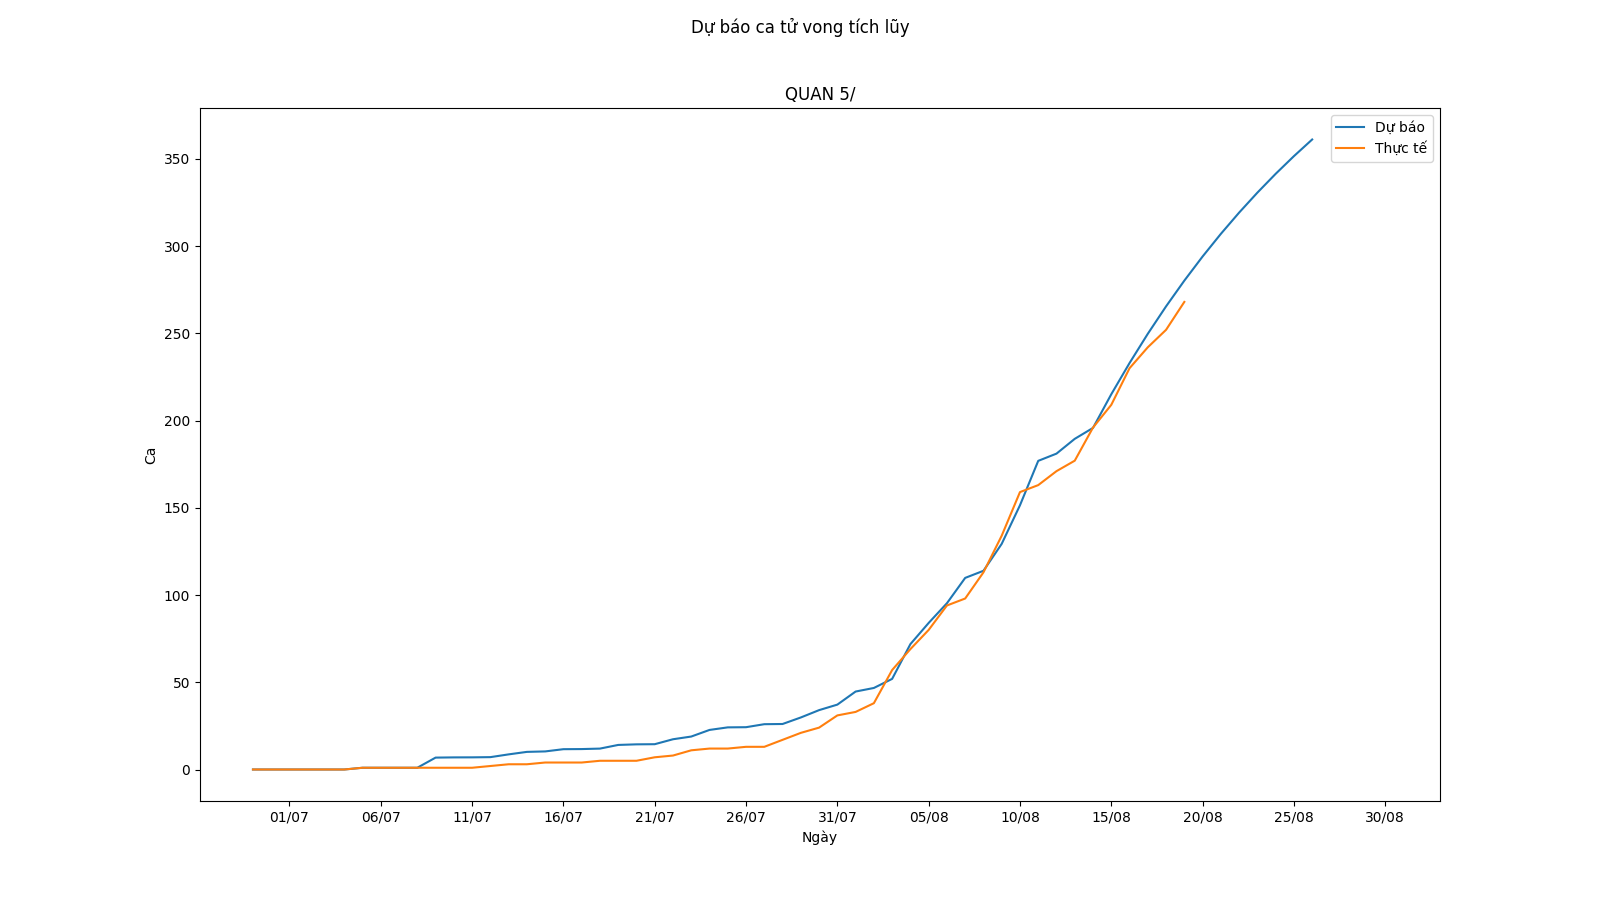 Dự báo ca tử vong tích lũy
QUAN 5/
Dự báo
Thực tế
350
300
250
200
150
100
50
0
Ca
01/07 06/07 11/07 16/07 21/07 26/07 31/07 05/08 10/08 15/08 20/08 25/08 30/08
Ngày